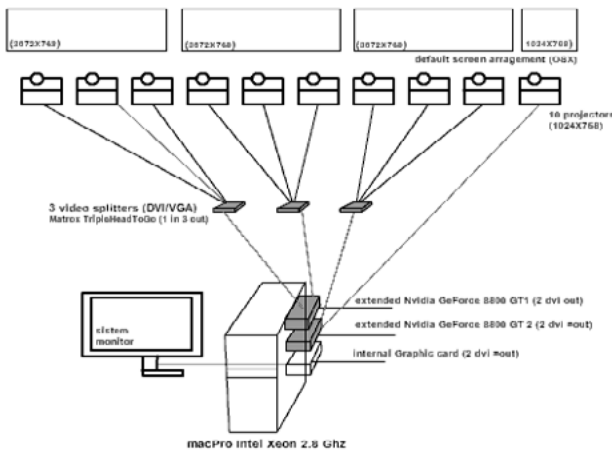 (3072X768)
(3072X768)
(3072X768)
1024X768)
default screen arragement (OSX)
10 projectors
(1024X768)
3 video splitters (DVI/VGA)
Matrox TripleHeadToGo (1 in 3 out)
extended Nvidia GeForce 8800 GT1 (2 dvi out)
extended Nvidia GeForce 8800 GT 2 (2 dvi =out)
internal Graphic card (2 dvi =out)
sistem
monitor
macPro Intel Xeon 2.8 Ghz